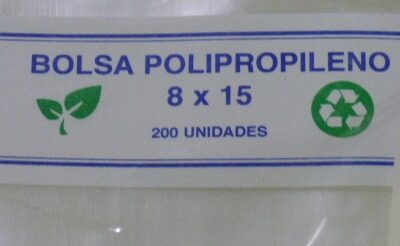 BOLSA POLIPROPILENO
8 x 15
200 UNIDADES